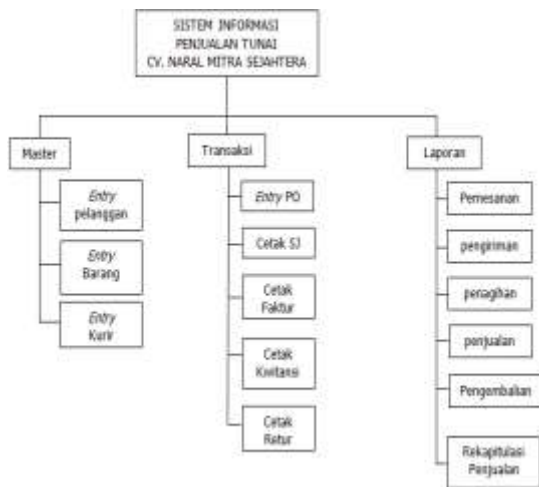 SISTEM INFORMASI
PENJUALAN TUNAI
CV. NARAL MITRA SEJAHTERA
Master
Transaksi
Laporan
Entry
pelanggan
Entry
Barang
Entry
Kurir
Entry PO
Cetak SJ
Cetak
Faktur
Cetak
Kwitansi
Cetak
Retur
Pemesanan
pengiriman
penagihan
penjualan
Pengembalian
Rekapitulasi
Penjualan